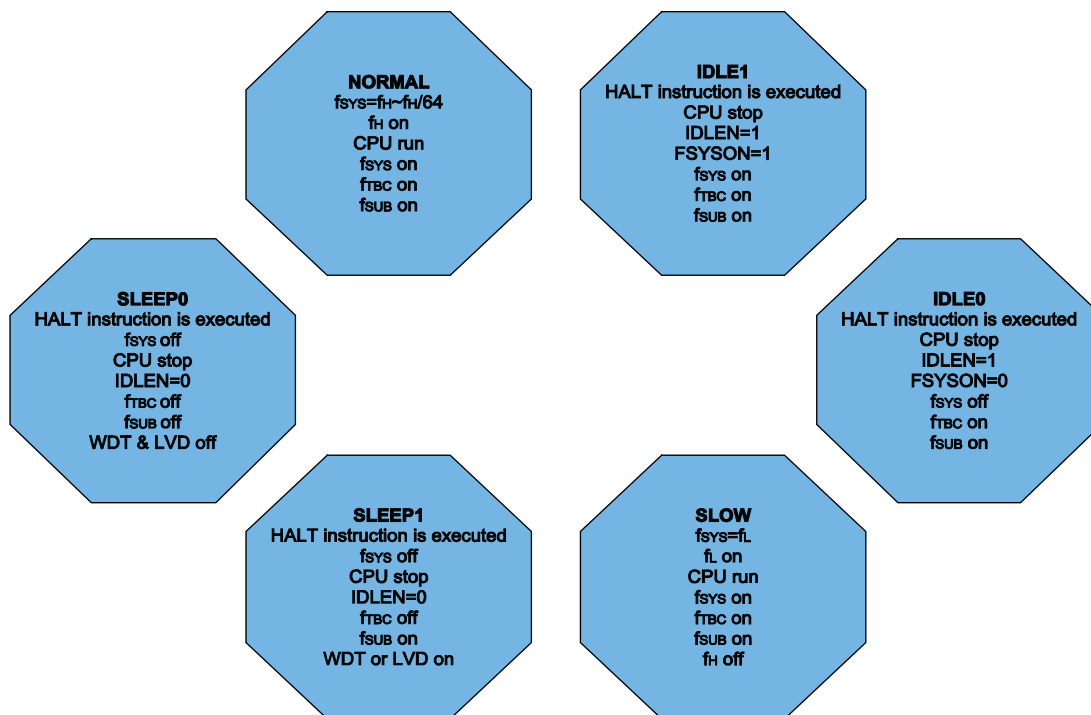 NORMAL
fSYS=fH~fH/64
fH on
CPU run
fSYS on
fTBC on
fSUB on
IDLE1
HALT instruction is executed
CPU stop
IDLEN=1
FSYSON=1
fSYS on
fTBC on
fSUB on
SLEEP0
HALT instruction is executed
fSYS off
CPU stop
IDLEN=0
fTBC off
fSUB off
WDT & LVD off
IDLE0
HALT instruction is executed
CPU stop
IDLEN=1
FSYSON=0
fSYS off
fTBC on
fSUB on
SLEEP1
HALT instruction is executed
fSYS off
CPU stop
IDLEN=0
fTBC off
fSUB on
WDT or LVD on
SLOW
fSYS=fL
fL on
CPU run
fSYS on
fTBC on
fSUB on
fH off